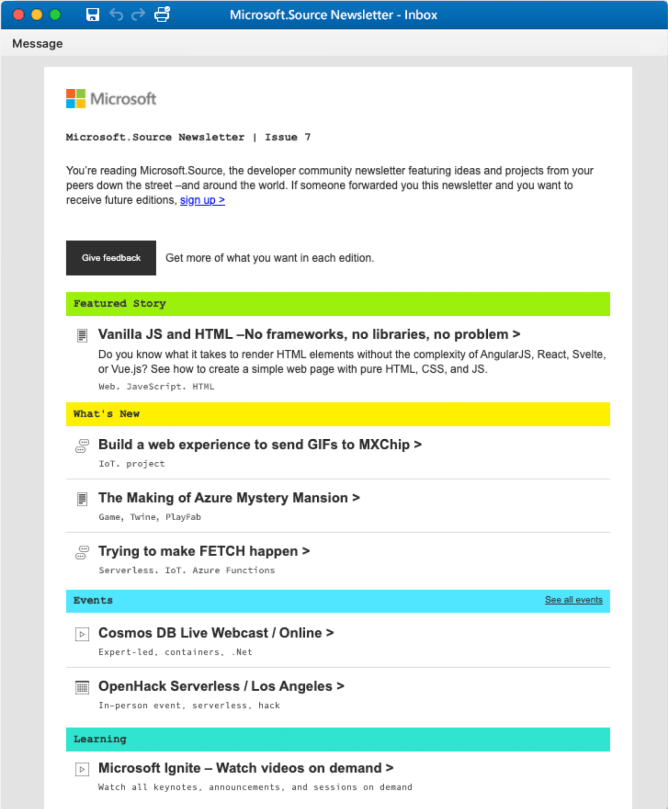 Microsoft.Source Newsletter - Inbox
Message
Microsoft
Microsoft.Source Newsletter | Issue 7
You're reading Microsoft.Source, the developer community newsletter featuring ideas and projects from your
peers down the street –and around the world. If someone forwarded you this newsletter and you want to
receive future editions, sign up >
Give feedback
Get more of what you want in each edition.
Featured Story
Vanilla JS and HTML –No frameworks, no libraries, no problem >
Do you know what it takes to render HTML elements without the complexity of AngularJS, React, Svelte,
or Vue.js? See how to create a simple web page with pure HTML, CSS, and JS.
Web. JaveScript. HTML
What's New
Build a web experience to send GIFs to MXChip >
IoT. project
The Making of Azure Mystery Mansion >
Game, Twine, PlayFab
Trying to make FETCH happen >
Serverless. IoT. Azure Functions
Events
See all events
Cosmos DB Live Webcast / Online >
Expert-led, containers, .Net
OpenHack Serverless / Los Angeles >
In-person event, serverless, hack
Learning
Microsoft Ignite – Watch videos on demand >
Watch all keynotes, announcements, and sessions on demand